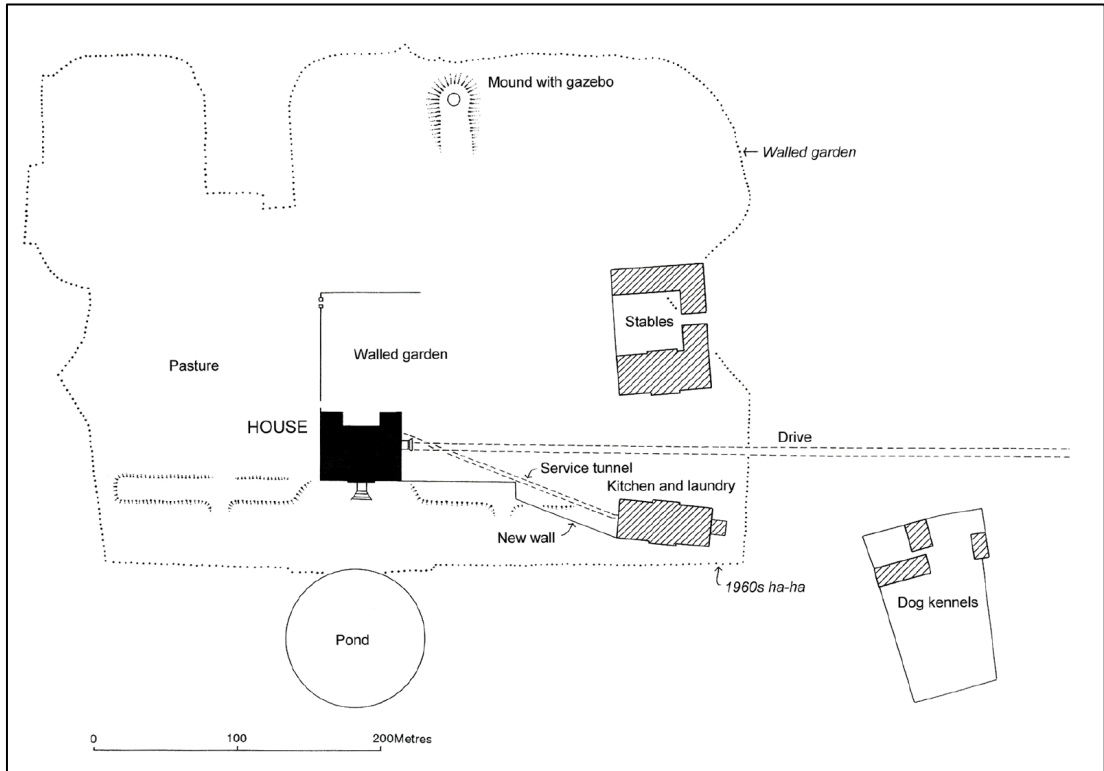 Mound with gazebo
← Walled garden
Stables
Walled garden
Pasture
HOUSE
Drive
Service tunnel
Kitchen and laundry
New wall
1960s ha-ha
Dog kennels
Pond
0 100 200Metres